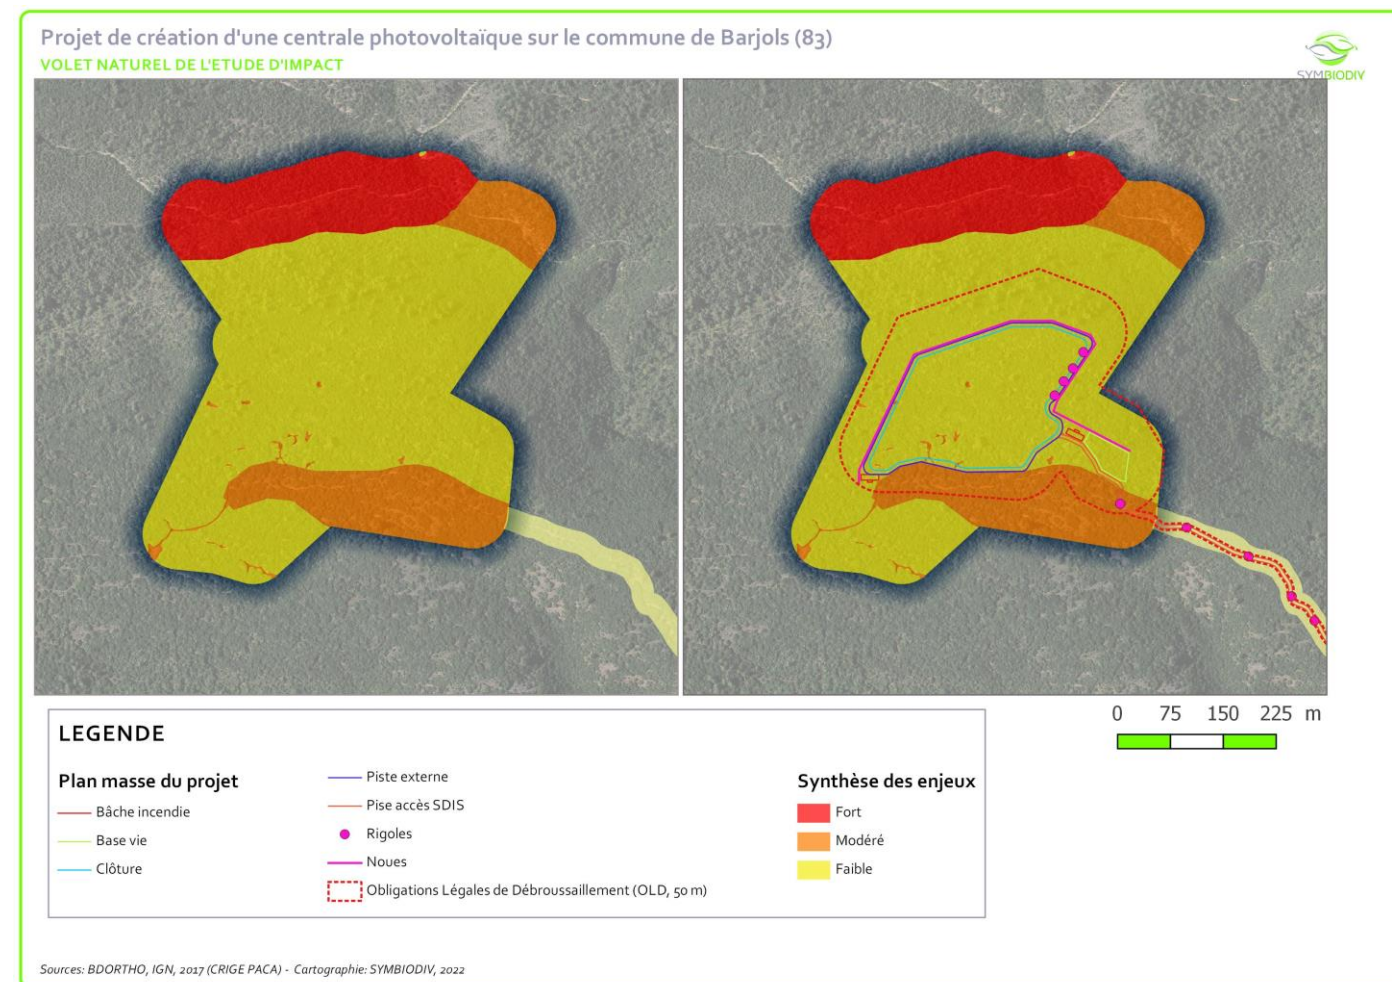 Projet de création d'une centrale photovoltaïque sur le commune de Barjols (83)
VOLET NATUREL DE L'ETUDE D'IMPACT
SYMBIODIV
0 75 150 225 m
LEGENDE
Plan masse du projet
Bâche incendie
Base vie
Clôture
Piste externe
Pise accès SDIS
Rigoles
Noues
Obligations Légales de Débroussaillement (OLD, 50 m)
Synthèse des enjeux
Fort
Modéré
Faible
Sources: BDORTHO, IGN, 2017 (CRIGE PACA) - Cartographie: SYMBIODIV, 2022